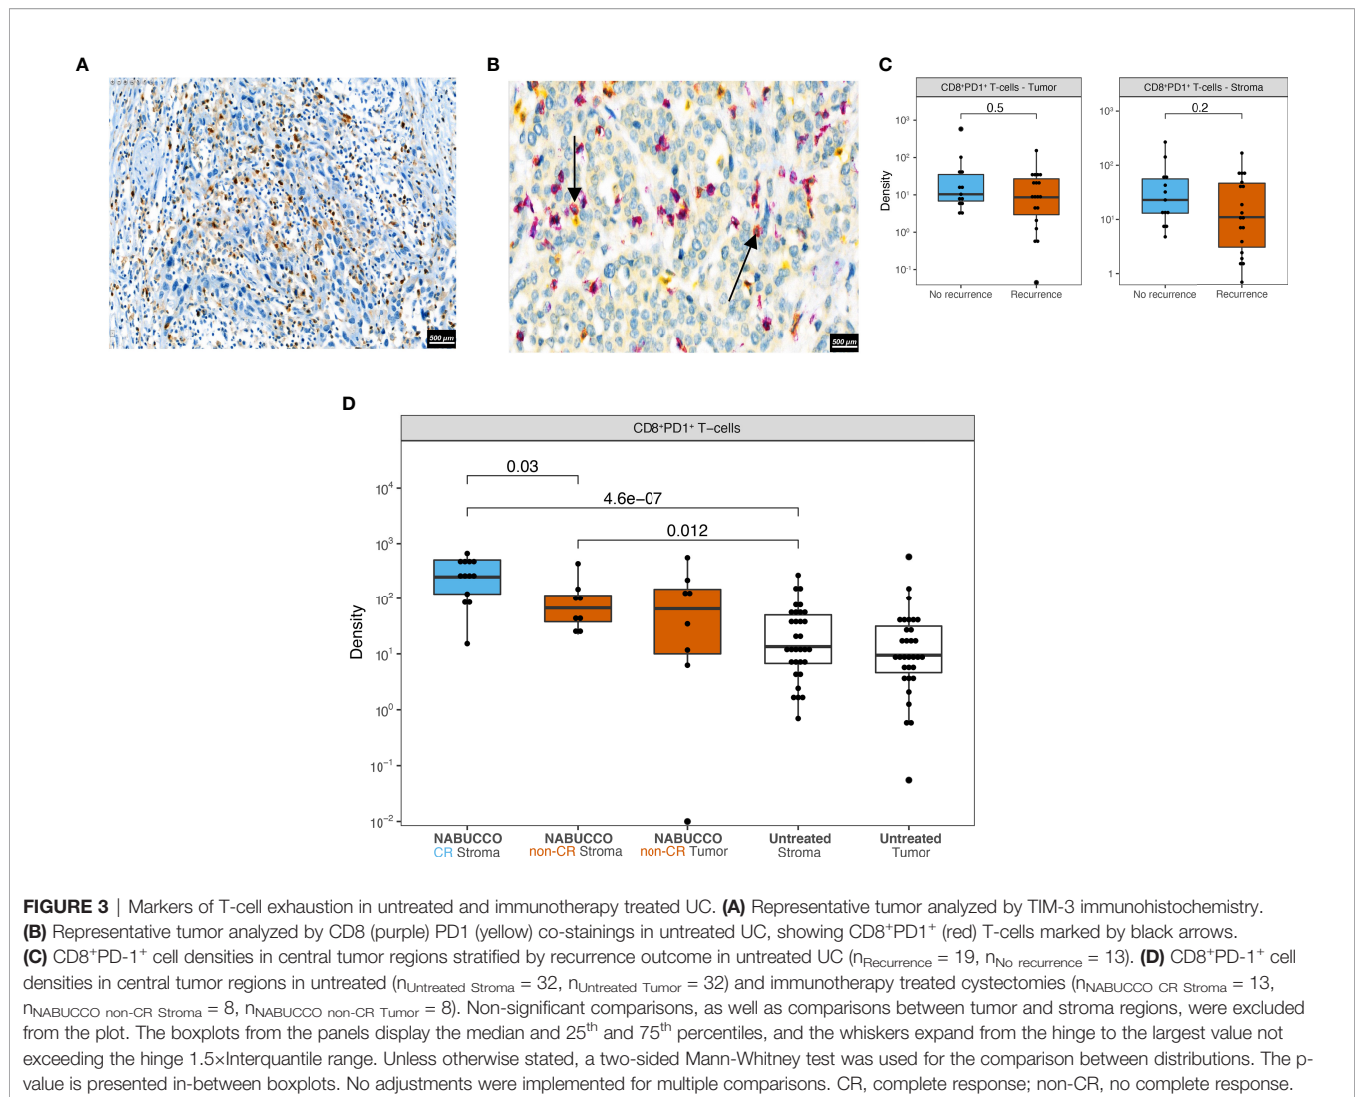 A
B
C
500 µm
500 µm
CD8⁺PD1⁺ T-cells - Tumor
CD8⁺PD1⁺ T-cells - Stroma
0.5
0.2
Density
10³
10²
10¹
10⁰
10⁻¹
10³
10²
10¹
1
No recurrence
Recurrence
No recurrence
Recurrence
D
CD8⁺PD1⁺ T−cells
0.03
4.6e−07
0.012
Density
10⁴
10³
10²
10¹
10⁰
10⁻¹
10⁻²
NABUCCO
CR Stroma
NABUCCO
non-CR Stroma
NABUCCO
non-CR Tumor
Untreated
Stroma
Untreated
Tumor
FIGURE 3 | Markers of T-cell exhaustion in untreated and immunotherapy treated UC. (A) Representative tumor analyzed by TIM-3 immunohistochemistry.
(B) Representative tumor analyzed by CD8 (purple) PD1 (yellow) co-stainings in untreated UC, showing CD8⁺PD1⁺ (red) T-cells marked by black arrows.
(C) CD8⁺PD-1⁺ cell densities in central tumor regions stratified by recurrence outcome in untreated UC (nRecurrence = 19, nNo recurrence = 13). (D) CD8⁺PD-1⁺ cell
densities in central tumor regions in untreated (nUntreated Stroma = 32, nUntreated Tumor = 32) and immunotherapy treated cystectomies (nNABUCCO CR Stroma = 13,
nNABUCCO non-CR Stroma = 8, nNABUCCO non-CR Tumor = 8). Non-significant comparisons, as well as comparisons between tumor and stroma regions, were excluded
from the plot. The boxplots from the panels display the median and 25th and 75th percentiles, and the whiskers expand from the hinge to the largest value not
exceeding the hinge 1.5×Interquantile range. Unless otherwise stated, a two-sided Mann-Whitney test was used for the comparison between distributions. The p-
value is presented in-between boxplots. No adjustments were implemented for multiple comparisons. CR, complete response; non-CR, no complete response.